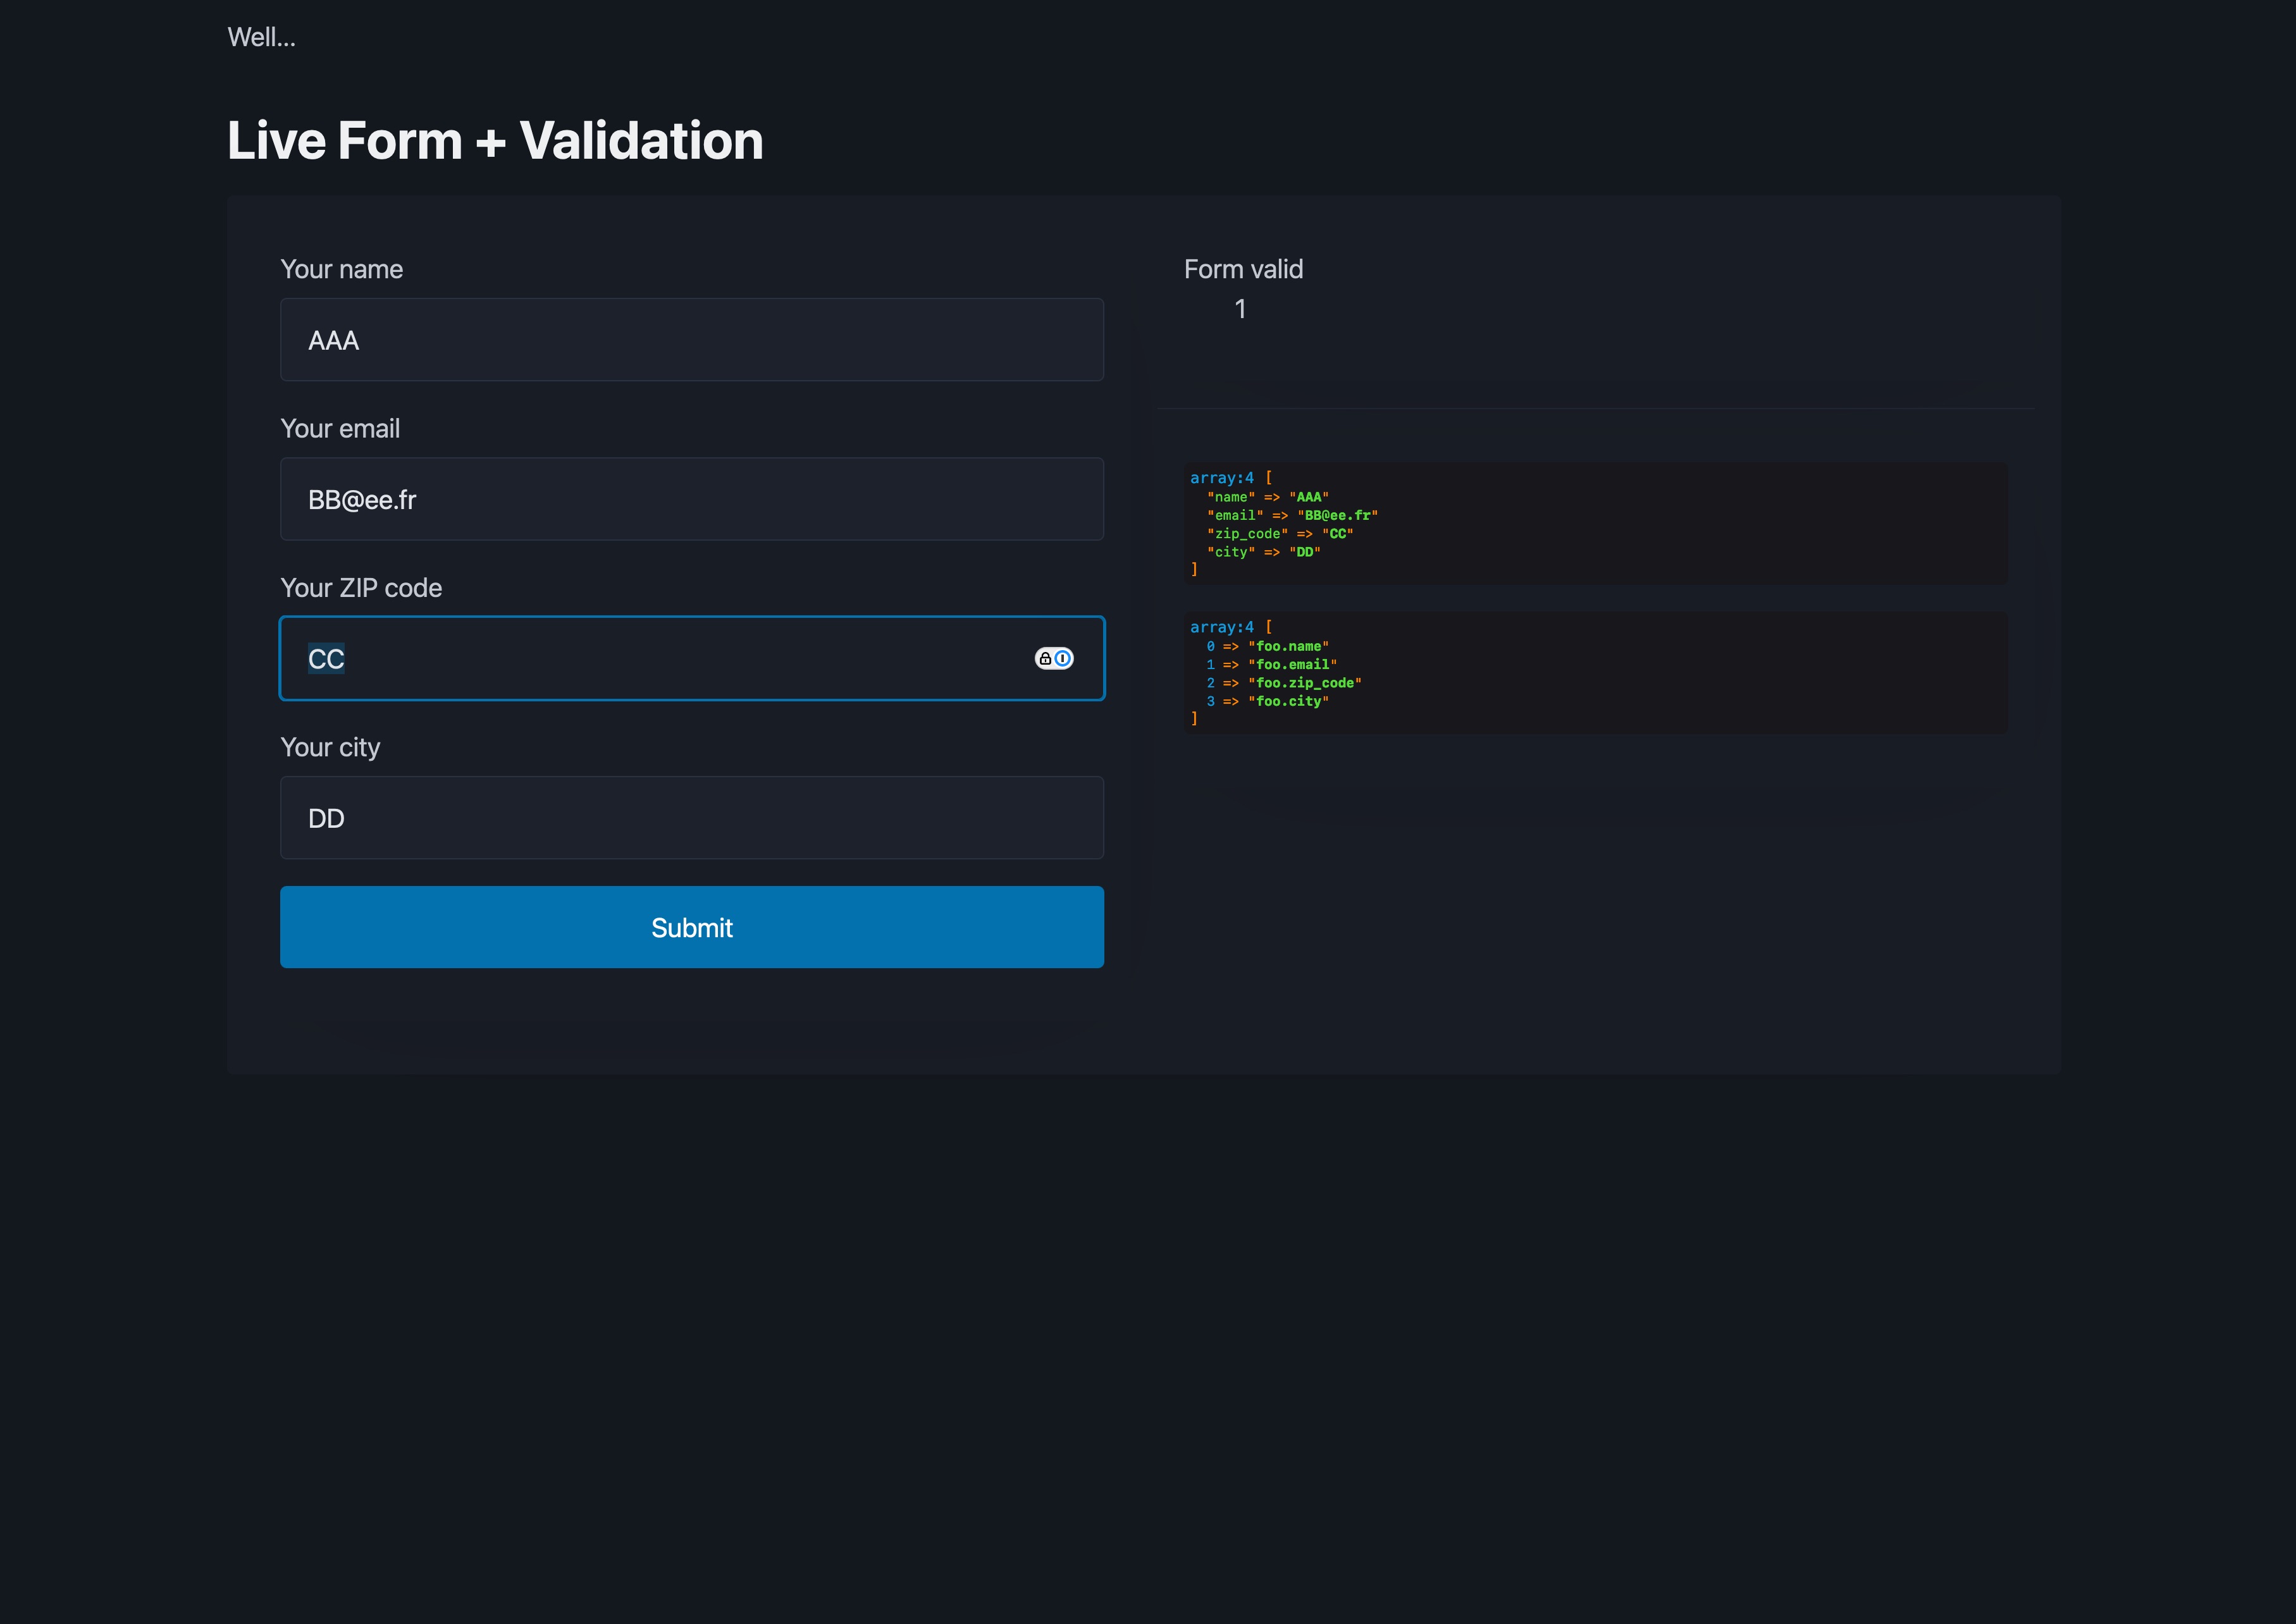 Well...
Live Form + Validation
Your name
AAA
Your email
BB@ee.fr
Your ZIP code
CC
Your city
DD
Submit
Form valid
1
array:4 [
"name" => "AAA"
"email" => "BB@ee.fr"
"zip_code" => "CC"
"city" => "DD"
]
array:4 [
0 => "foo.name"
1 => "foo.email"
2 => "foo.zip_code"
3 => "foo.city"
]